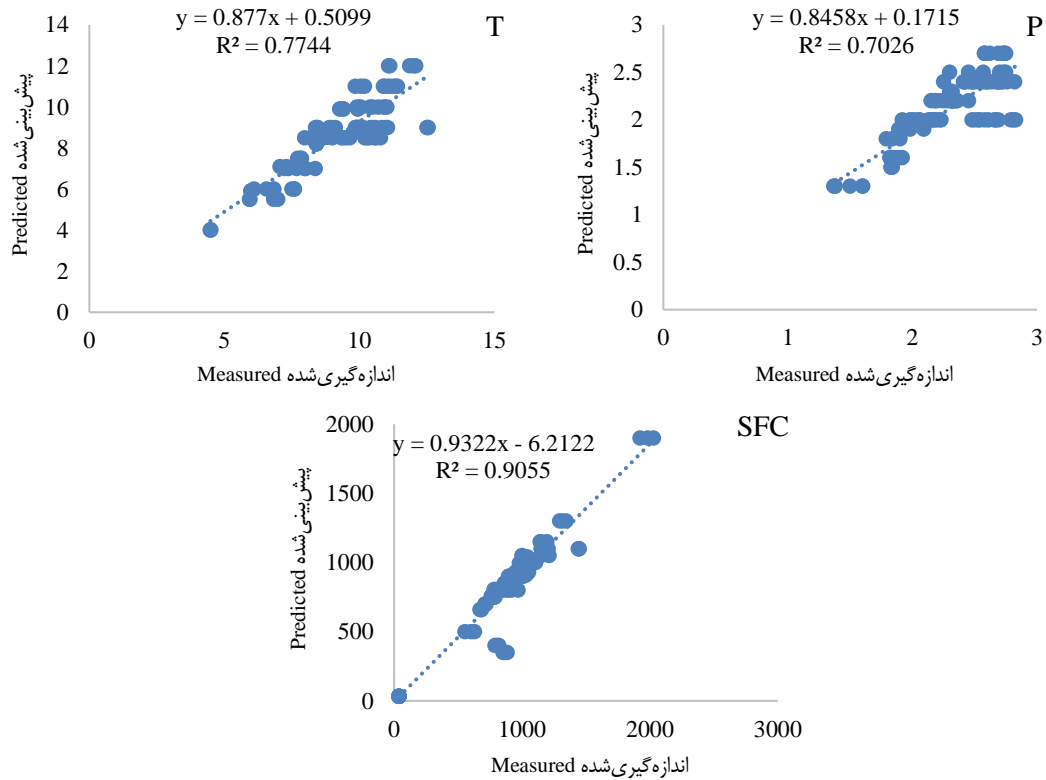 y = 0.877x + 0.5099
R² = 0.7744
T
14
12
10
8
6
4
2
0
0
5
10
15
Predicted پیش‌بینی‌شده
Measured اندازه‌گیری‌شده
y = 0.8458x + 0.1715
R² = 0.7026
P
3
2.5
2
1.5
1
0.5
0
0
1
2
3
Predicted پیش‌بینی‌شده
Measured اندازه‌گیری‌شده
y = 0.9322x - 6.2122
R² = 0.9055
SFC
2000
1500
1000
500
0
0
1000
2000
3000
Predicted پیش‌بینی‌شده
Measured اندازه‌گیری‌شده